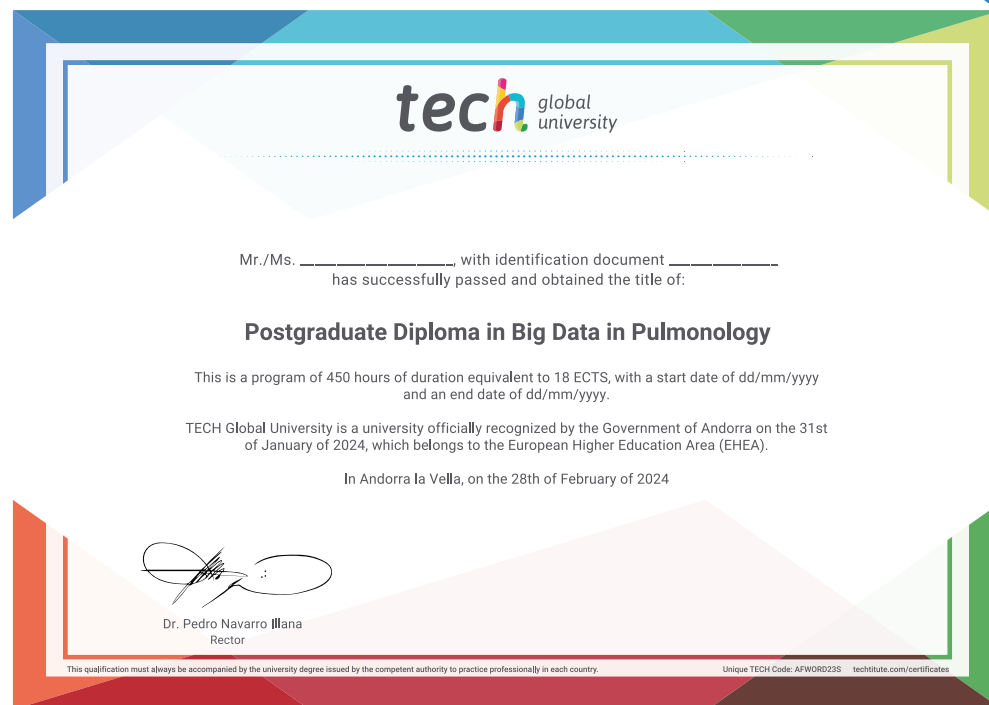 tech global
university
Mr./Ms. ____________________, with identification document ______________
has successfully passed and obtained the title of:
Postgraduate Diploma in Big Data in Pulmonology
This is a program of 450 hours of duration equivalent to 18 ECTS, with a start date of dd/mm/yyyy
and an end date of dd/mm/yyyy.
TECH Global University is a university officially recognized by the Government of Andorra on the 31st
of January of 2024, which belongs to the European Higher Education Area (EHEA).
In Andorra la Vella, on the 28th of February of 2024
Dr. Pedro Navarro Illana
Rector
This qualification must always be accompanied by the university degree issued by the competent authority to practice professionally in each country. Unique TECH Code: AFWORD23S techtitute.com/certificates